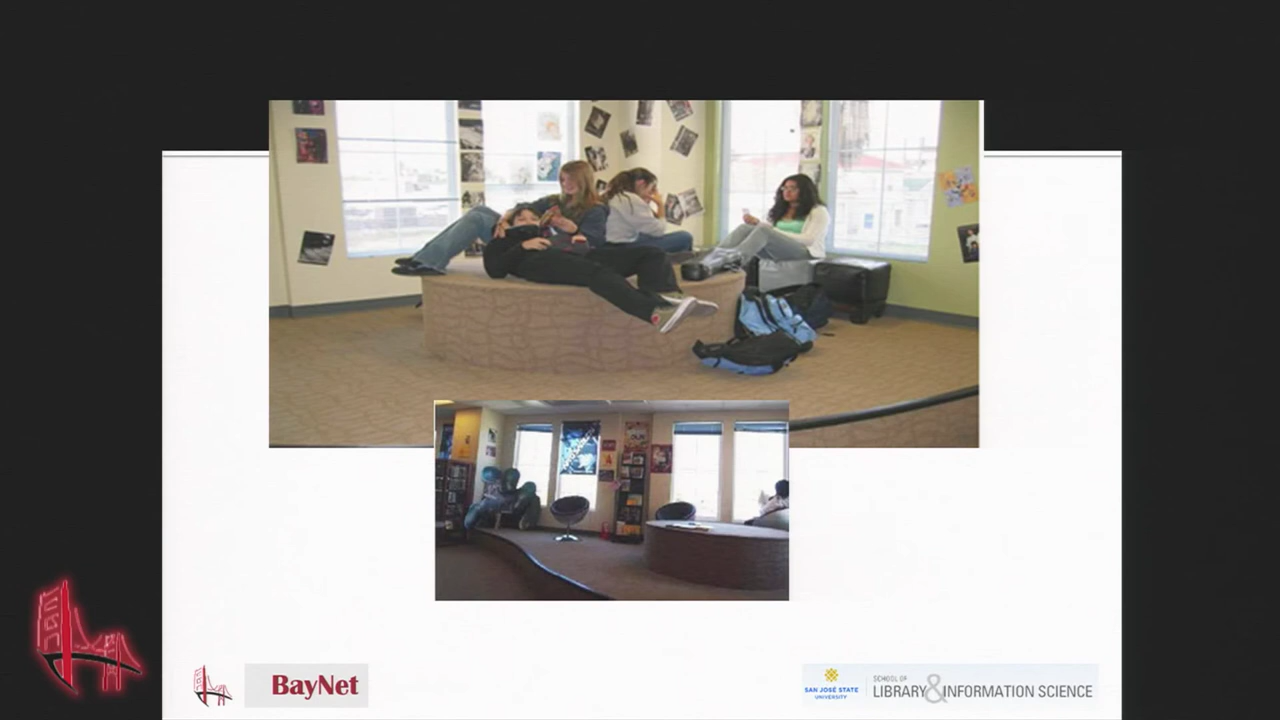 BayNet
SAN JOSÉ STATE
UNIVERSITY
SCHOOL OF
LIBRARY & INFORMATION SCIENCE